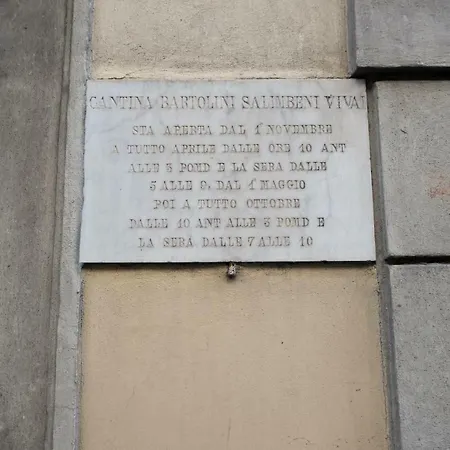 CANTINA BARTOLINI SALIMBENI VIVAI
STA APERTA DAL 1° NOVEMBRE
A TUTTO APRILE DALLE ORE 10 ANT
ALLE 3 POMD E LA SERA DALLE
5 ALLE 9, DAL 1° MAGGIO
POI A TUTTO OTTOBRE
DALLE 10 ANT ALLE 3 POMD E
LA SERA DALLE 7 ALLE 10